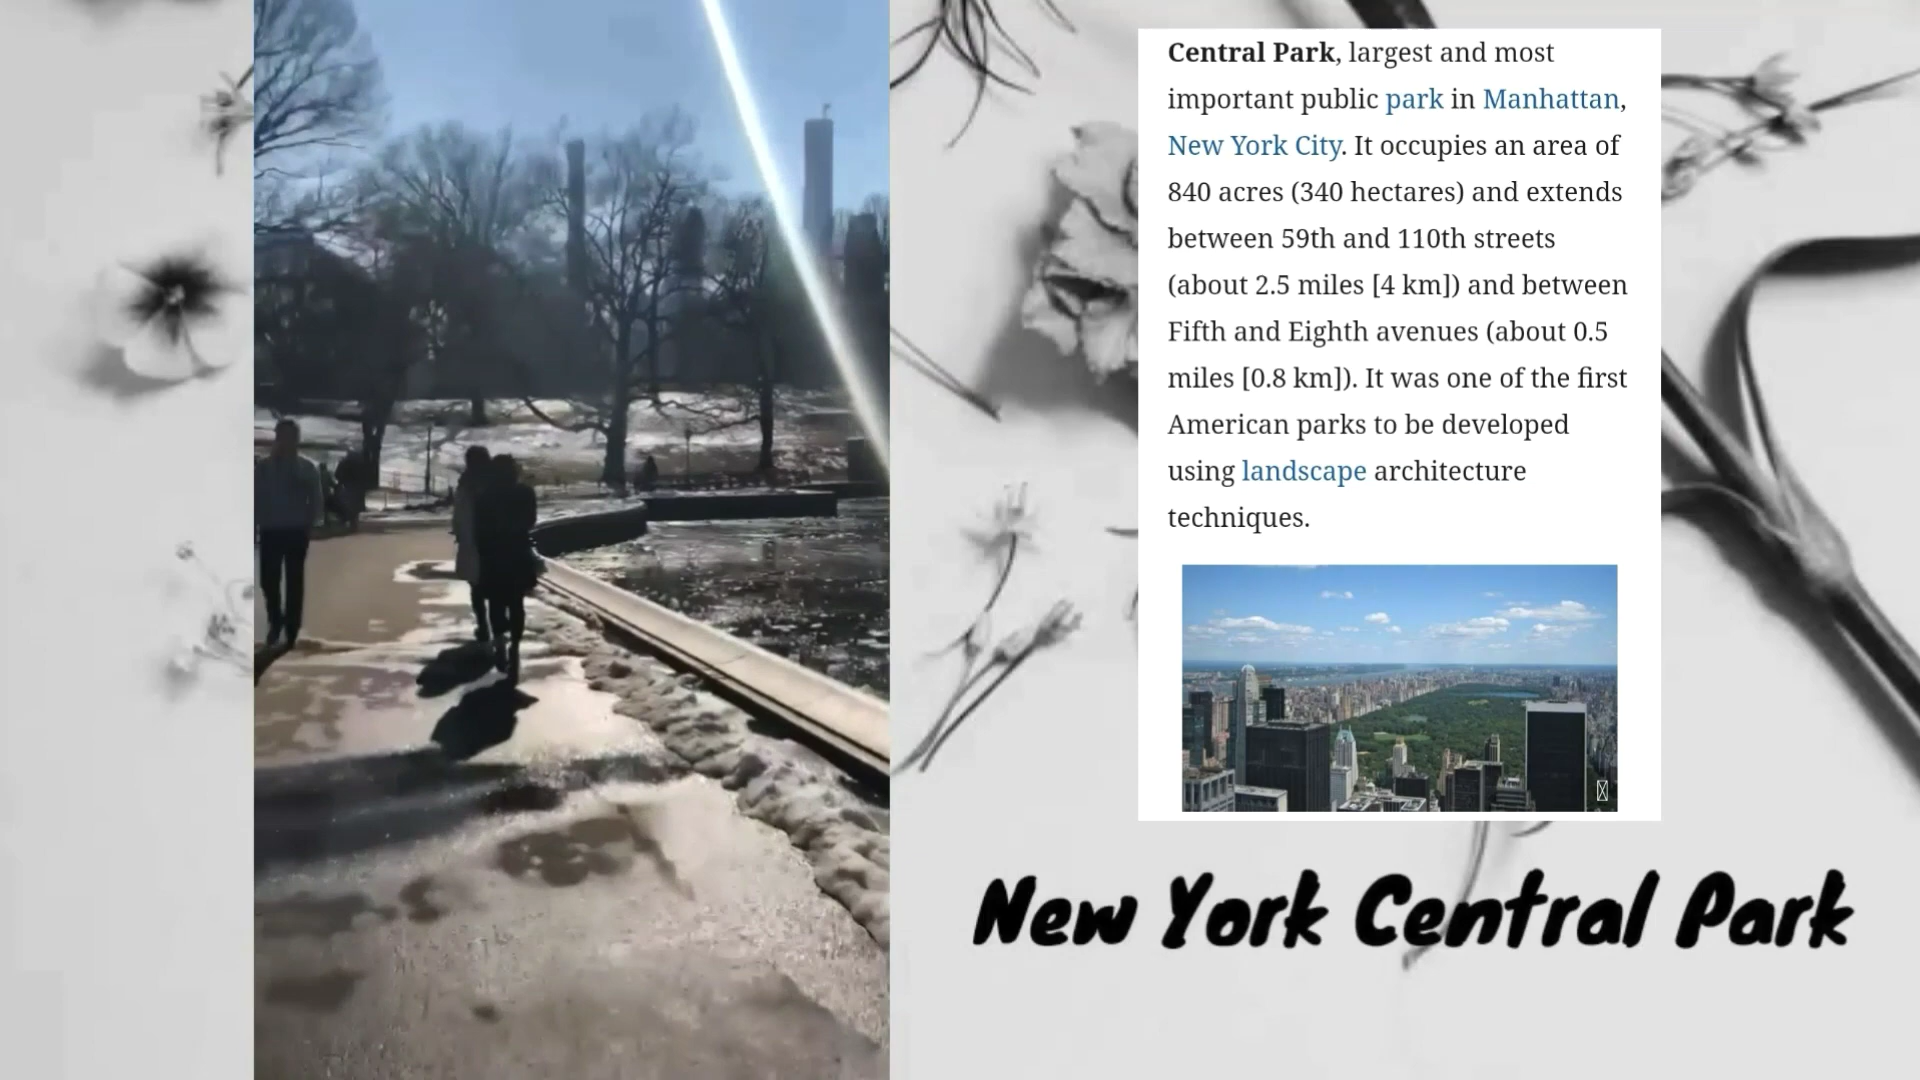 Central Park, largest and most
important public park in Manhattan,
New York City. It occupies an area of
840 acres (340 hectares) and extends
between 59th and 110th streets
(about 2.5 miles [4 km]) and between
Fifth and Eighth avenues (about 0.5
miles [0.8 km]). It was one of the first
American parks to be developed
using landscape architecture
techniques.
New York Central Park